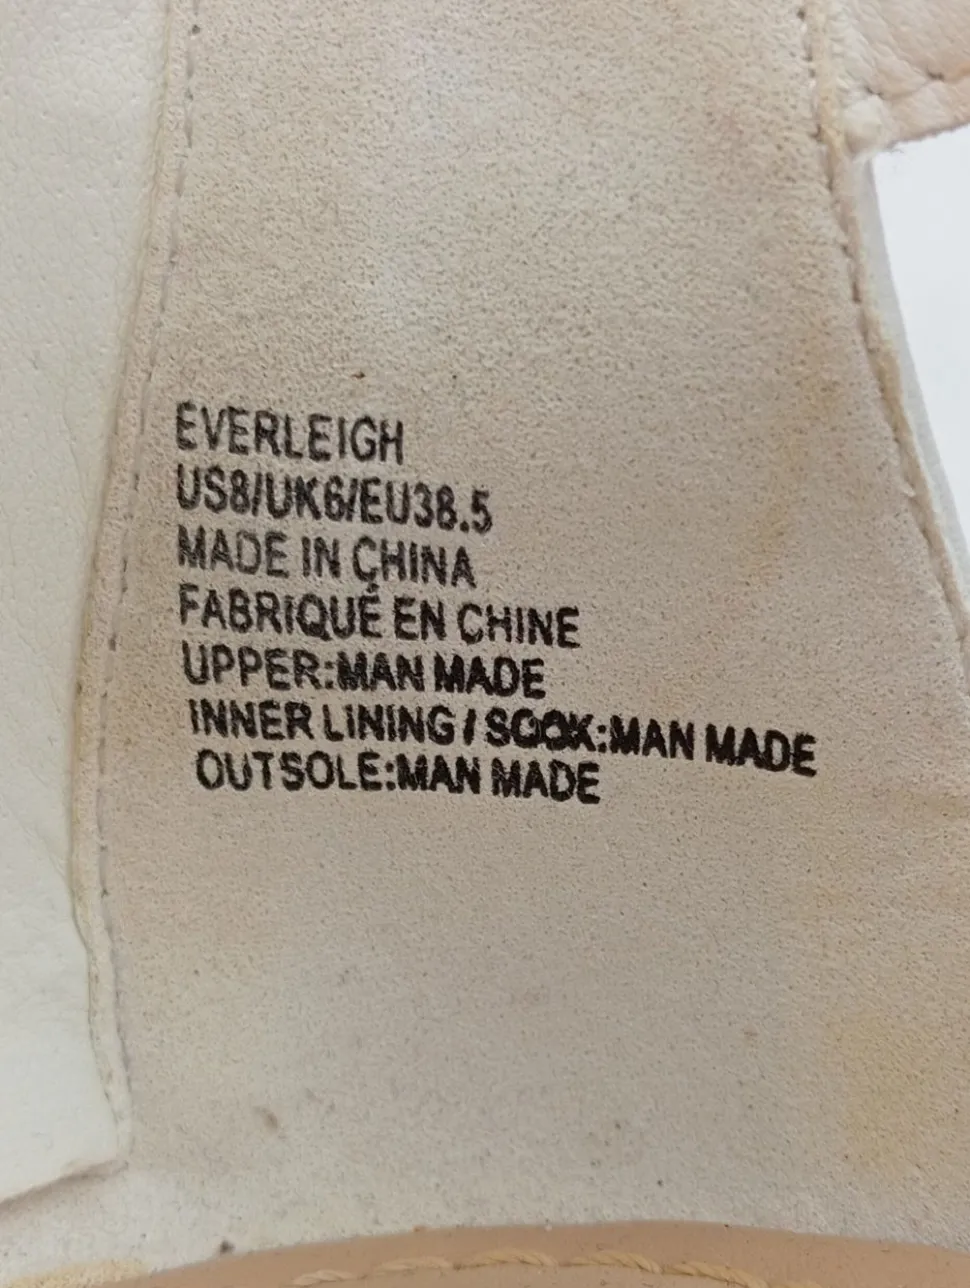 EVERLEIGH
US8/UK6/EU38.5
MADE IN CHINA
FABRIQUÉ EN CHINE
UPPER:MAN MADE
INNER LINING / SOOK:MAN MADE
OUTSOLE:MAN MADE